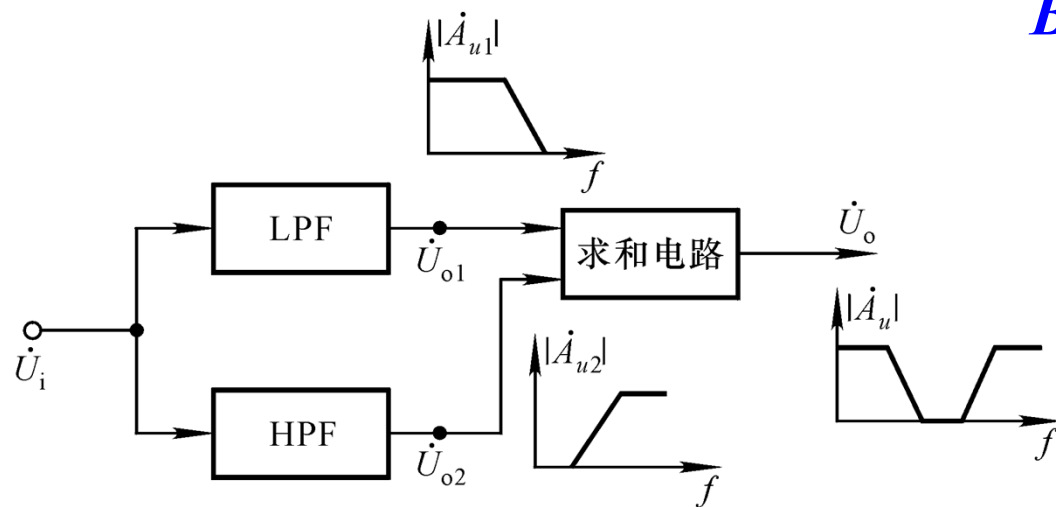 B
|Ȧu1|
f
LPF
U̇o1
求和电路
U̇o
U̇i
|Ȧu2|
f
|Ȧu|
f
HPF
U̇o2